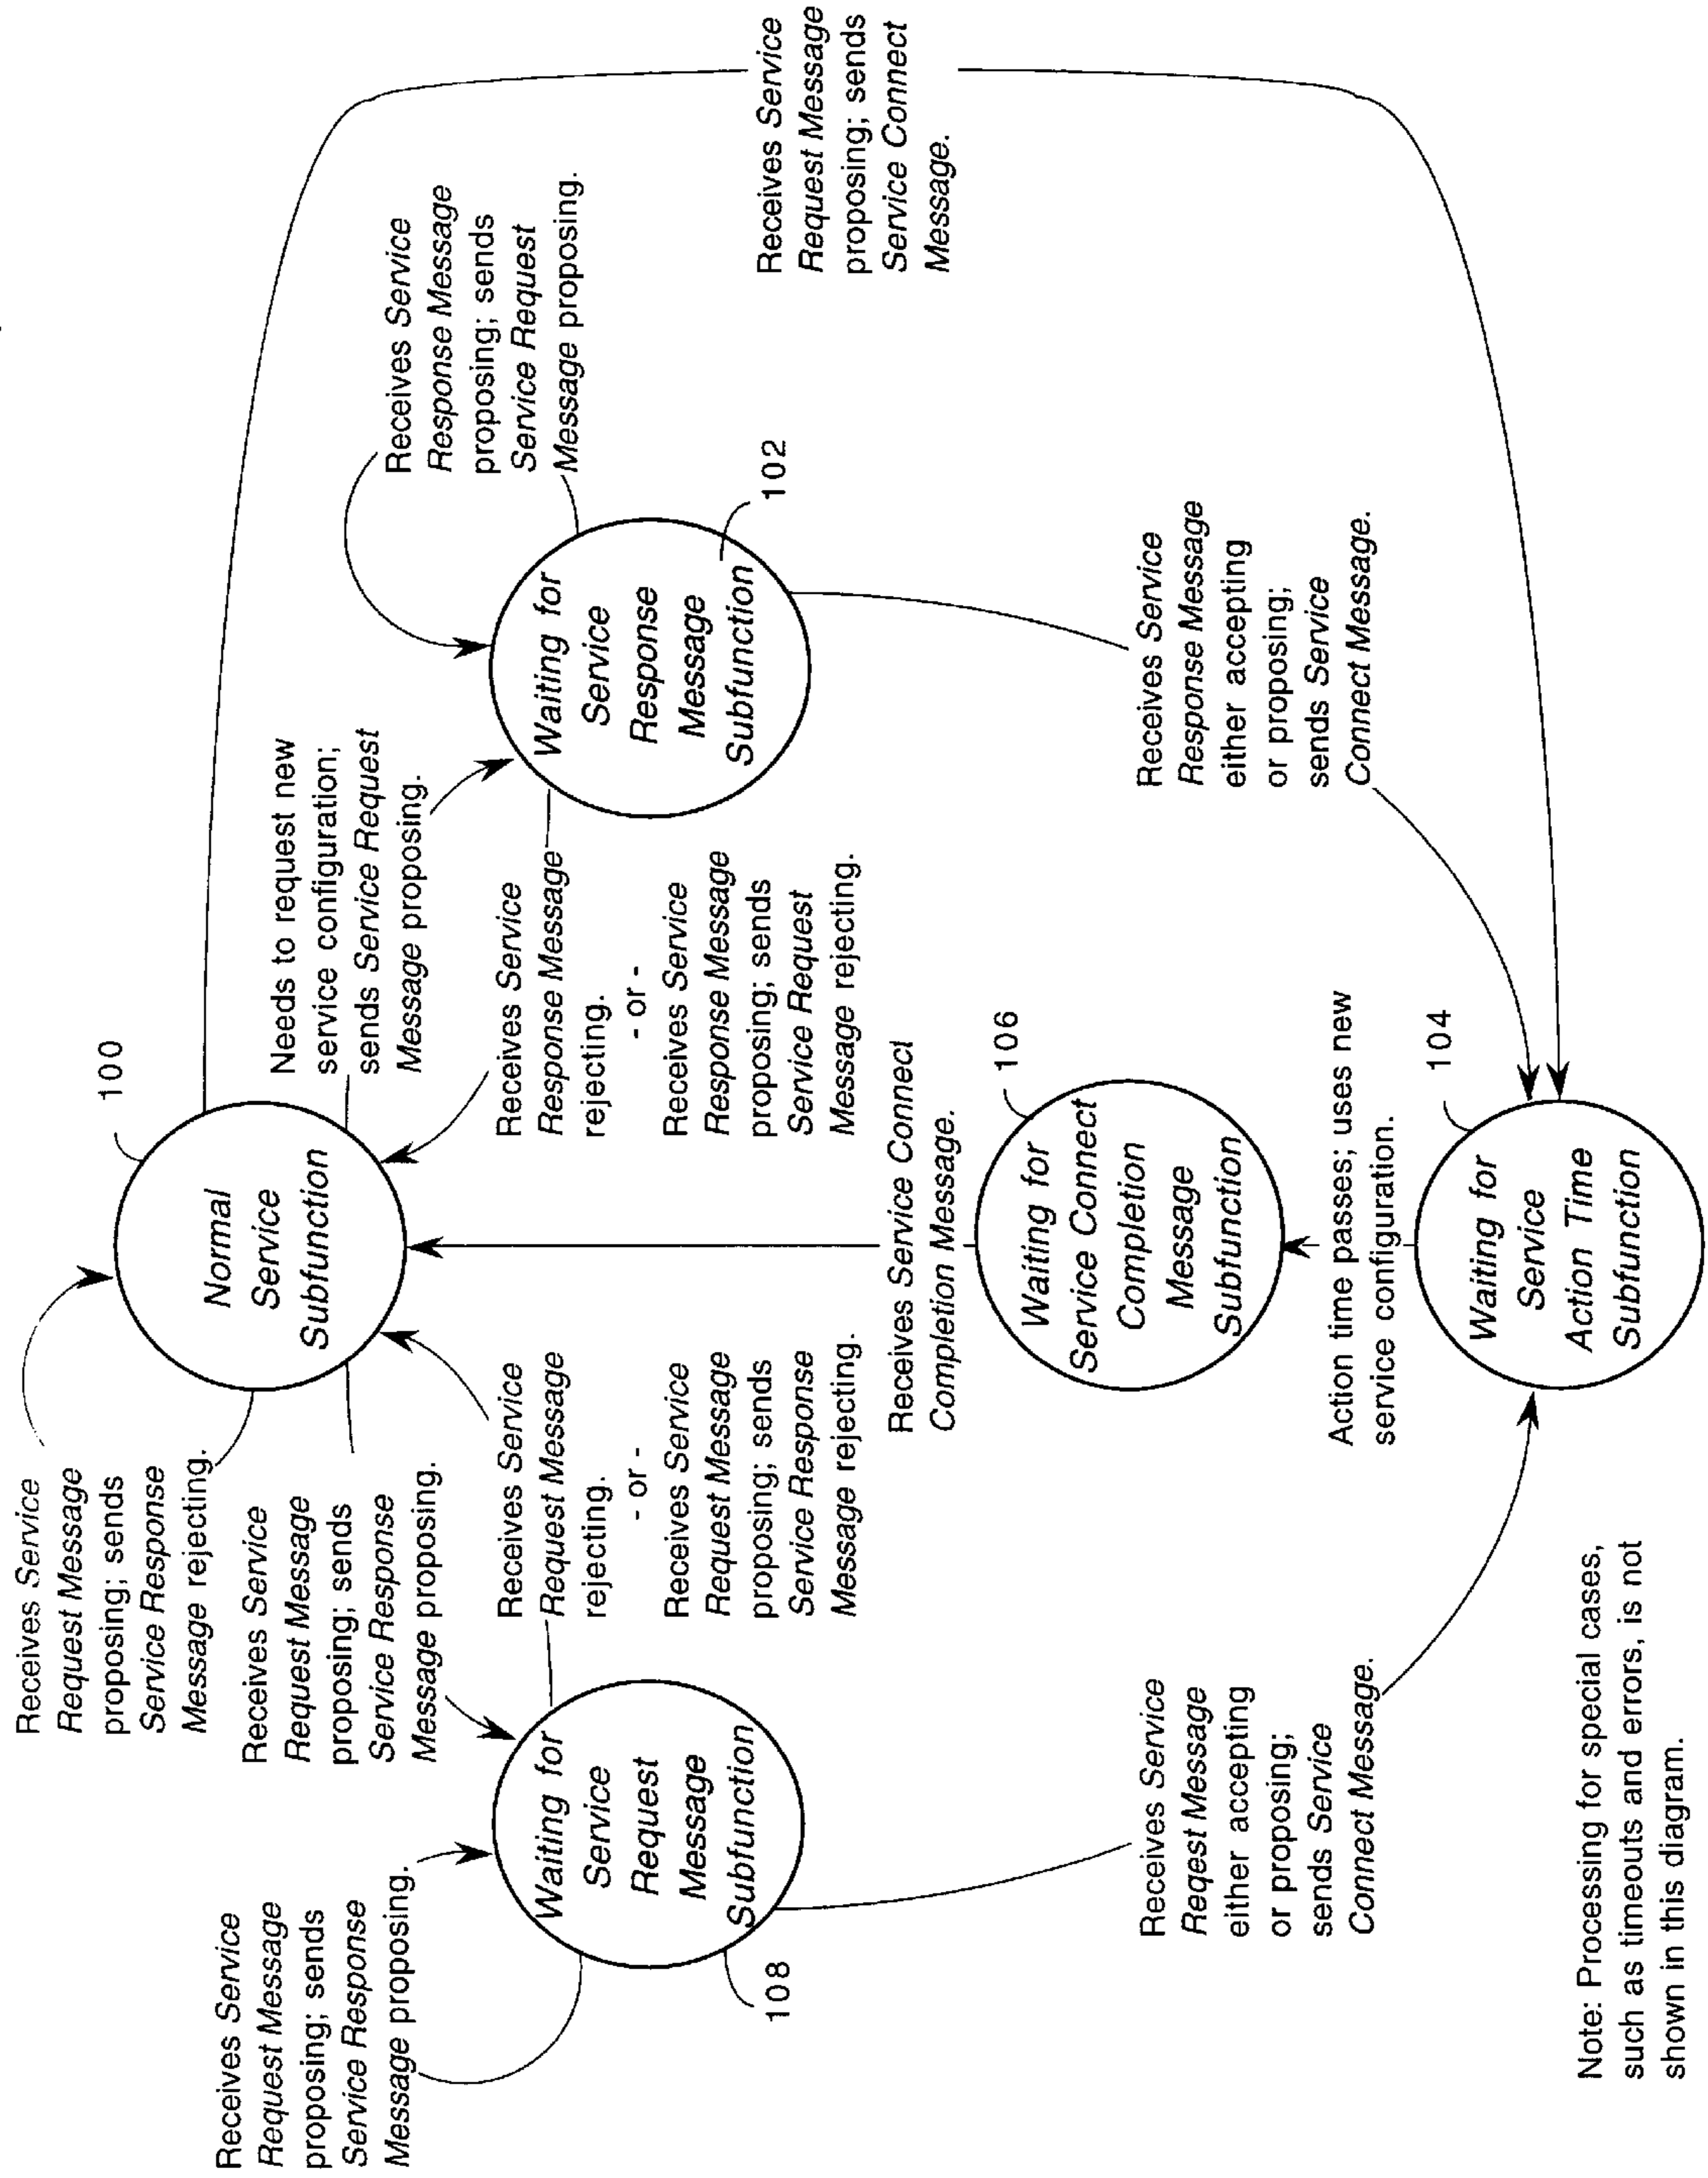 Receives Service
Request Message
proposing; sends
Service Response
Message rejecting.
100
Normal
Service
Subfunction
Receives Service
Request Message
proposing; sends
Service Connect
Message.
Receives Service
Request Message
proposing; sends
Service Response
Message proposing.
Needs to request new
service configuration;
sends Service Request
Message proposing.
Receives Service
Response Message
proposing; sends
Service Request
Message proposing.
Receives Service
Request Message
proposing; sends
Service Response
Message proposing.
Waiting for
Service
Request
Message
Subfunction
108
Receives Service
Request Message
rejecting.
- or -
Receives Service
Request Message
proposing; sends
Service Response
Message rejecting.
Receives Service
Response Message
rejecting.
- or -
Receives Service
Response Message
proposing; sends
Service Request
Message rejecting.
Waiting for
Service
Response
Message
Subfunction
102
Receives Service Connect
Completion Message.
Waiting for
Service Connect
Completion
Message
Subfunction
106
Receives Service
Reqest Message
either accepting
or proposing;
sends Service
Connect Message.
Receives Service
Response Message
either accepting
or proposing;
sends Service
Connect Message.
Action time passes; uses new
service configuration.
Waiting for
Service
Action Time
Subfunction
104
Note: Processing for special cases,
such as timeouts and errors, is not
shown in this diagram.